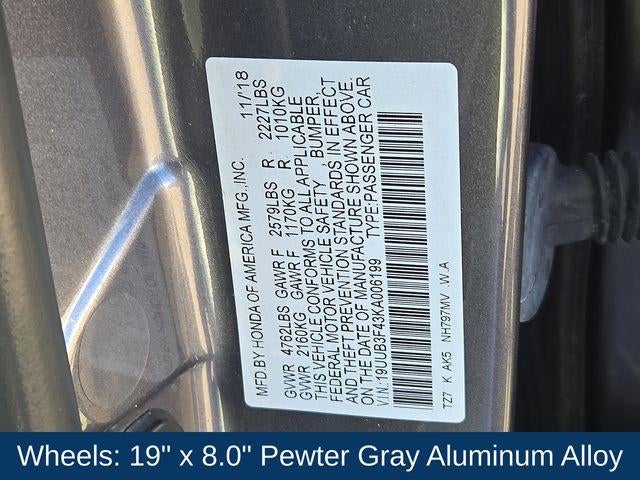 MFD.BY HONDA OF AMERICA MFG.,INC. 11/'18
GVWR 4762LBS GAWR F 2579LBS R 2227LBS
GVWR 2160KG GAWR F 1170KG R 1010KG
THIS VEHICLE CONFORMS TO ALL APPLICABLE
FEDERAL MOTOR VEHICLE SAFETY , BUMPER,
AND THEFT PREVENTION STANDARDS IN EFFECT
ON THE DATE OF MANUFACTURE SHOWN ABOVE.
V.I.N:19UUB3F43KA006199 TYPE:PASSENGER CAR
TZ7 K AK5 NH797MV W.A
Wheels: 19" x 8.0" Pewter Gray Aluminum Alloy